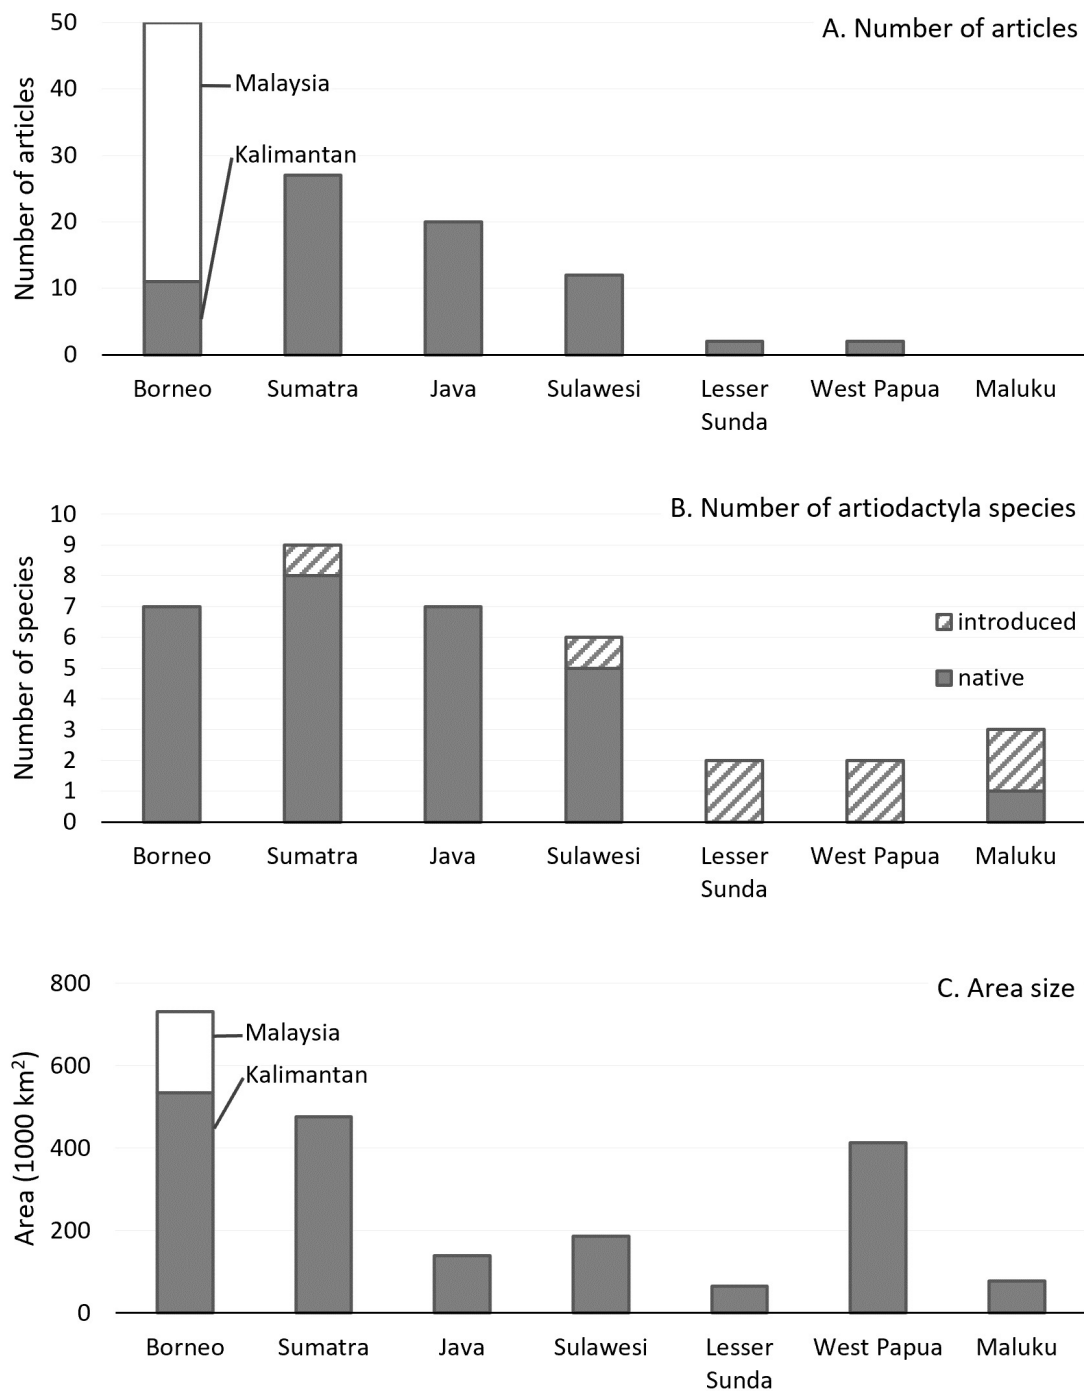 A. Number of articles
Number of articles
50
40
30
20
10
0
Malaysia
Kalimantan
Borneo Sumatra Java Sulawesi Lesser Sunda West Papua Maluku
B. Number of artiodactyla species
Number of species
10
9
8
7
6
5
4
3
2
1
0
introduced
native
Borneo Sumatra Java Sulawesi Lesser Sunda West Papua Maluku
C. Area size
Area (1000 km²)
800
600
400
200
0
Malaysia
Kalimantan
Borneo Sumatra Java Sulawesi Lesser Sunda West Papua Maluku